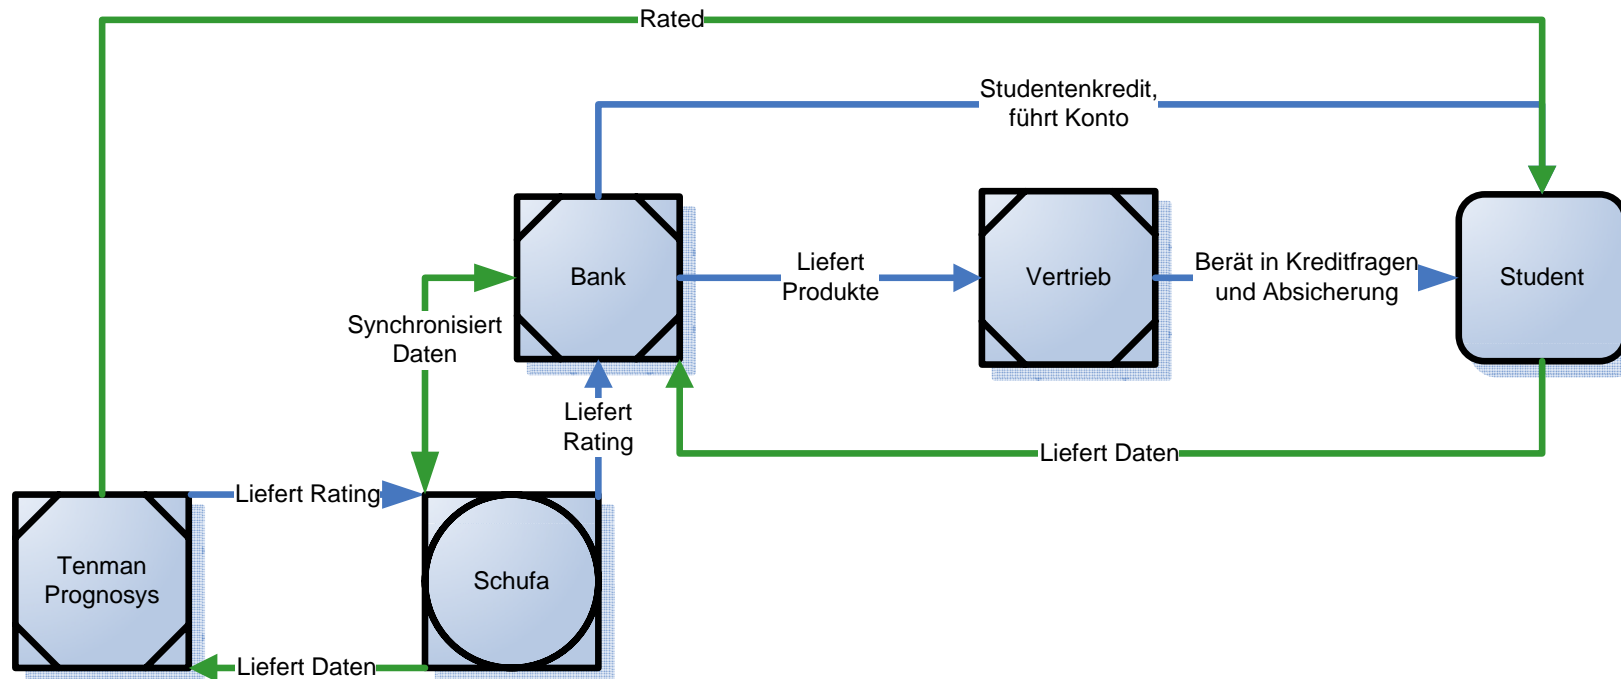 Rated
Studentenkredit,
führt Konto
Bank
Liefert
Produkte
Vertrieb
Berät in Kreditfragen
und Absicherung
Student
Synchronisiert
Daten
Liefert
Rating
Liefert Daten
Liefert Rating
Tenman
Prognosys
Schufa
Liefert Daten